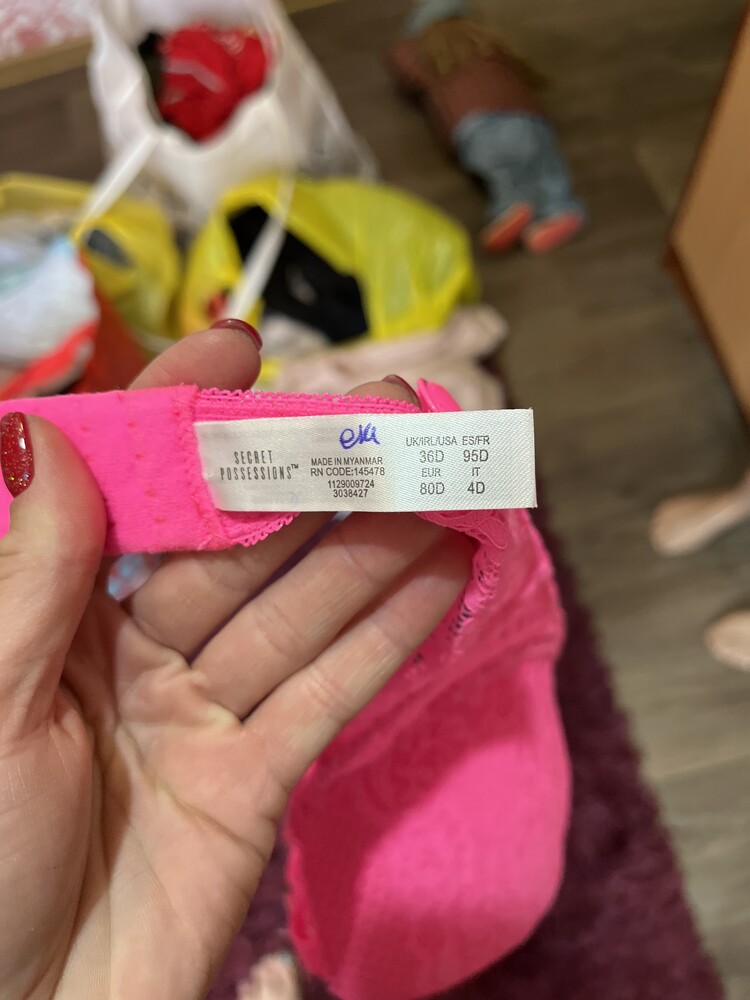 SECRET
POSSESSIONS™
MADE IN MYANMAR
RN CODE:145478
1129009724
3038427
UK/IRL/USA ES/FR
36D 95D
EUR IT
80D 4D